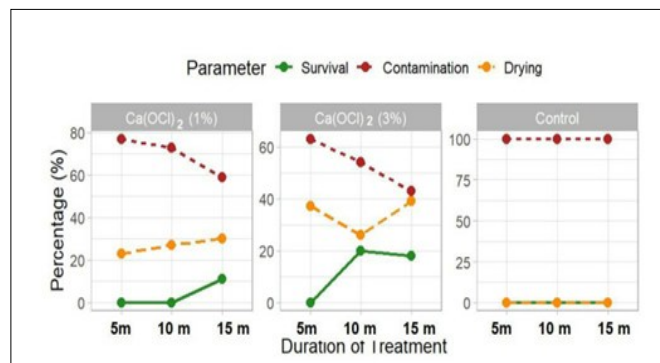 Parameter Survival Contamination Drying
Ca(OCl)2 (1%) Ca(OCl)2 (3%) Control
Percentage (%)
80
60
40
20
0
60
40
20
0
100
75
50
25
0
5m 10 m 15 m 5m 10 m 15 m 5m 10 m 15 m
Duration of Treatment